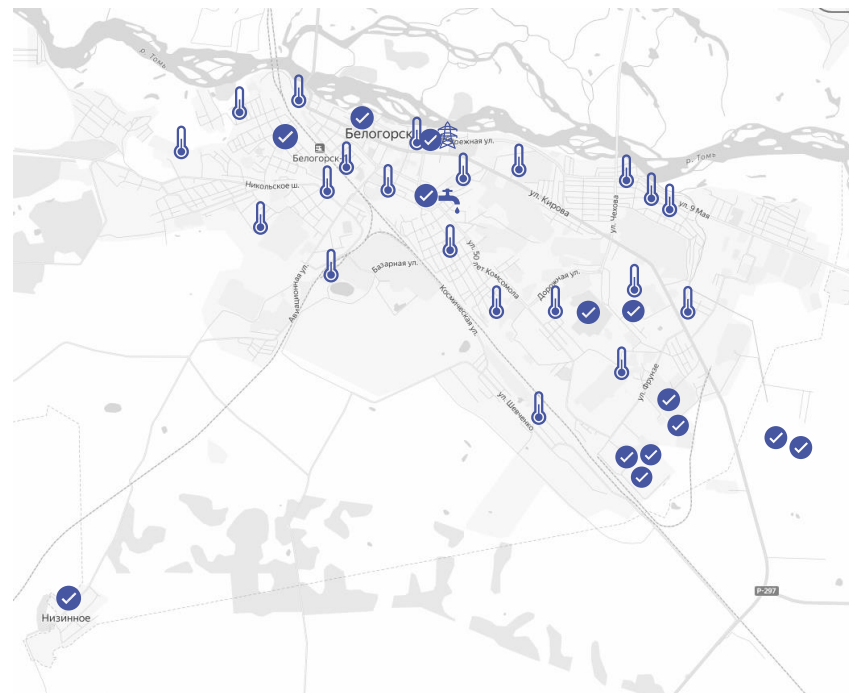 р. Томь
Белогорск
Белогорск
режная ул.
р. Томь
Никольское ш.
ул. Кирова
ул. Чехова
ул. 9 Мая
Базарная ул.
ул. 50 лет Комсомола
Дорожная ул.
Авиационная ул.
Космическая ул.
ул. Фрунзе
ул. Шевченко
Р-297
Низинное